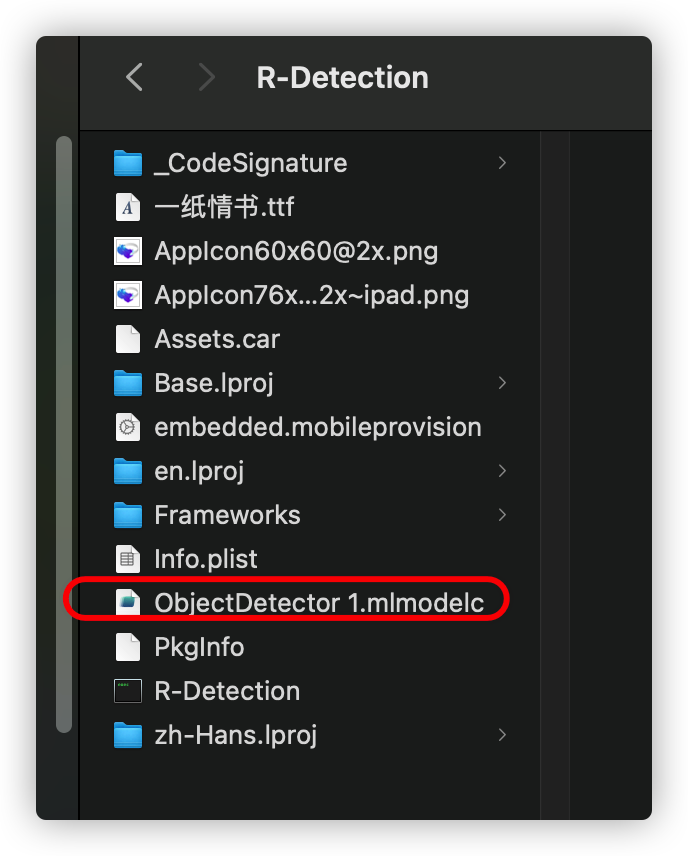 R-Detection
_CodeSignature
一纸情书.ttf
AppIcon60x60@2x.png
AppIcon76x...2x~ipad.png
Assets.car
Base.lproj
embedded.mobileprovision
en.lproj
Frameworks
Info.plist
ObjectDetector 1.mlmodelc
PkgInfo
R-Detection
zh-Hans.lproj